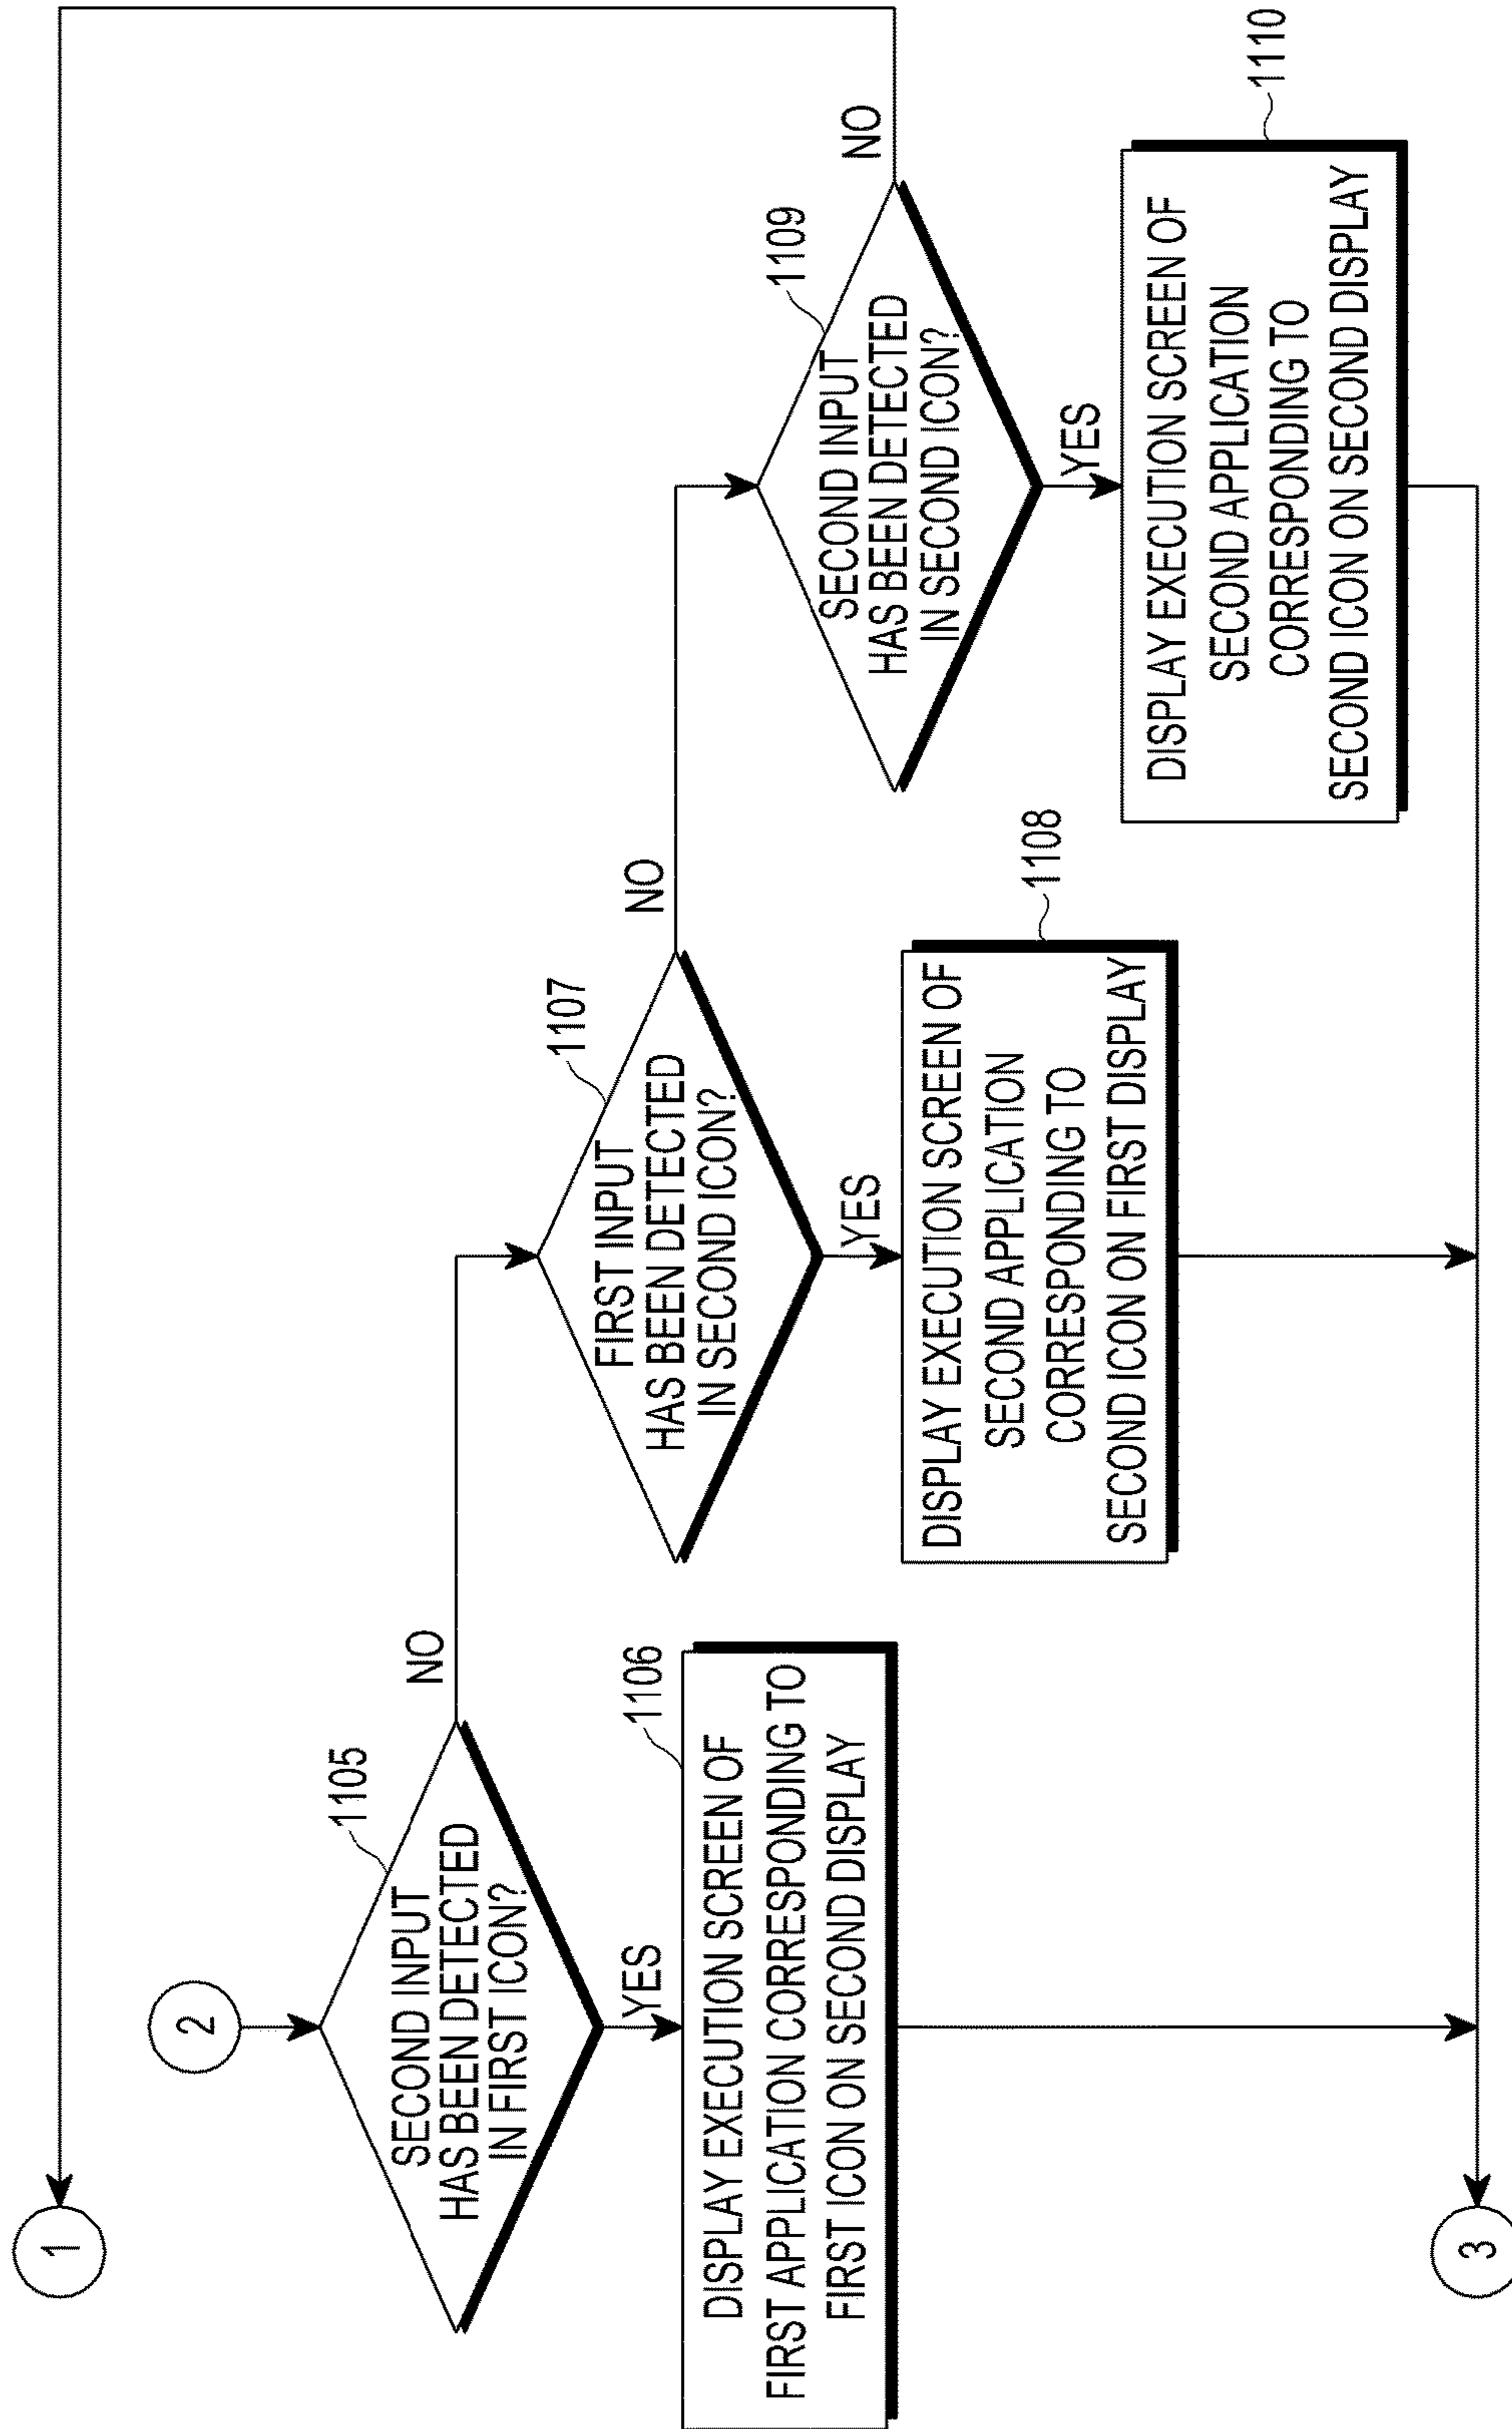 1
2
1105
SECOND INPUT
HAS BEEN DETECTED
IN FIRST ICON?
NO
YES
1106
DISPLAY EXECUTION SCREEN OF
FIRST APPLICATION CORRESPONDING TO
FIRST ICON ON SECOND DISPLAY
1107
FIRST INPUT
HAS BEEN DETECTED
IN SECOND ICON?
NO
YES
1108
DISPLAY EXECUTION SCREEN OF
SECOND APPLICATION
CORRESPONDING TO
SECOND ICON ON FIRST DISPLAY
1109
SECOND INPUT
HAS BEEN DETECTED
IN SECOND ICON?
NO
YES
1110
DISPLAY EXECUTION SCREEN OF
SECOND APPLICATION
CORRESPONDING TO
SECOND ICON ON SECOND DISPLAY
3